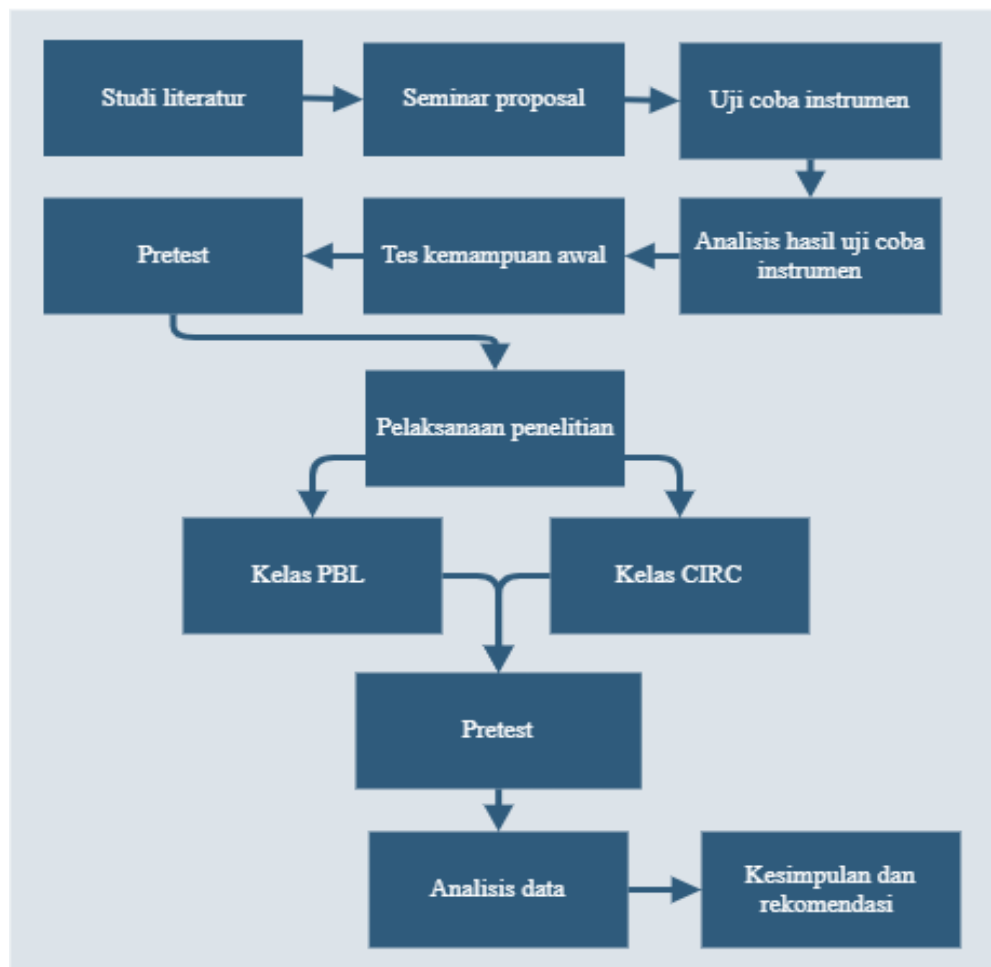 Studi literatur
Seminar proposal
Uji coba instrumen
Analisis hasil uji coba
instrumen
Tes kemampuan awal
Pretest
Pelaksanaan penelitian
Kelas PBL
Kelas CIRC
Pretest
Analisis data
Kesimpulan dan
rekomendasi